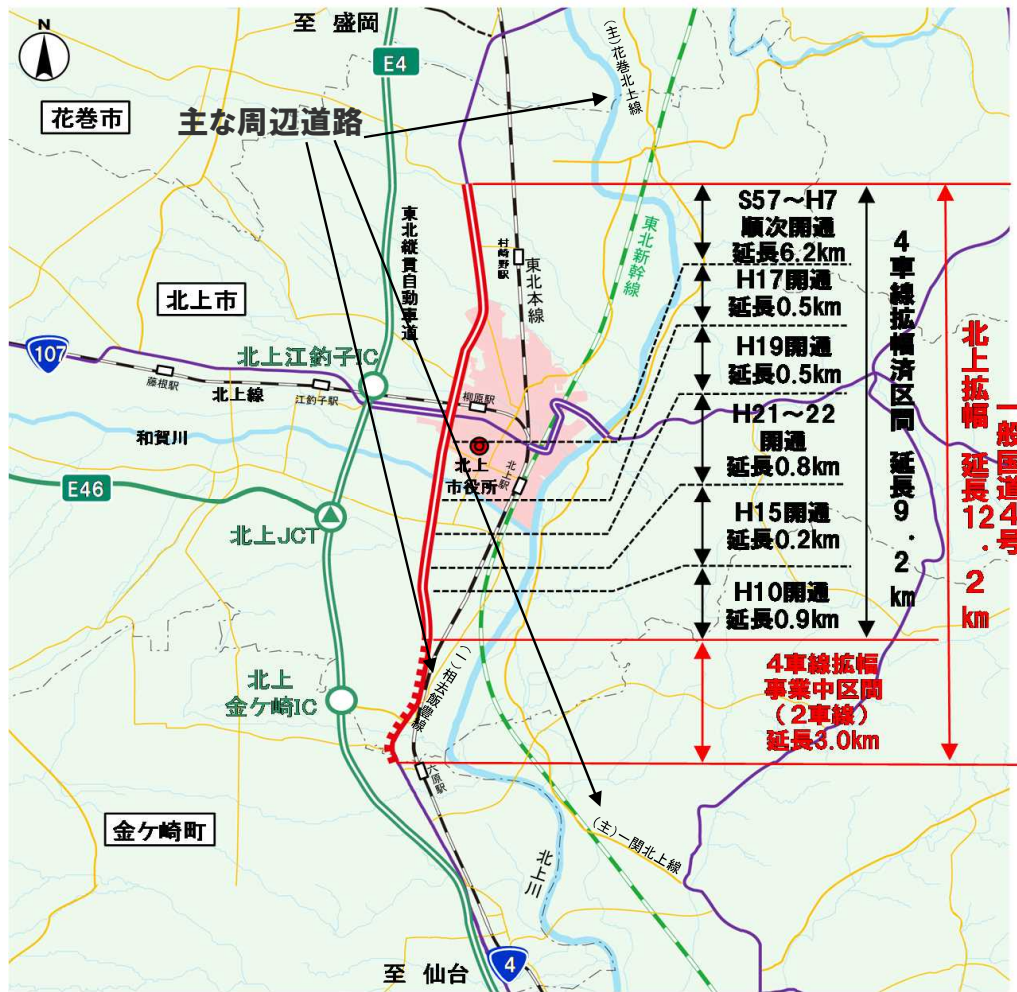 N
至 盛岡
E4
花巻市
主な周辺道路
(主)花巻北上線
東北縦貫自動車道
村崎野駅
東北本線
東北新幹線
北上市
107
北上江釣子IC
藤根駅
北上線
江釣子駅
柳原駅
和賀川
北上
市役所
北上駅
E46
北上JCT
北上
金ケ崎IC
(一)相去飯豊線
六原駅
金ケ崎町
(主)一関北上線
北上川
至 仙台
4
S57～H7
順次開通
延長6.2km
H17開通
延長0.5km
H19開通
延長0.5km
H21～22
開通
延長0.8km
H15開通
延長0.2km
H10開通
延長0.9km
4車線拡幅済区間 延長9.2km
4車線拡幅
事業中区間
(2車線)
延長3.0km
一般国道4号
北上拡幅 延長12.2km